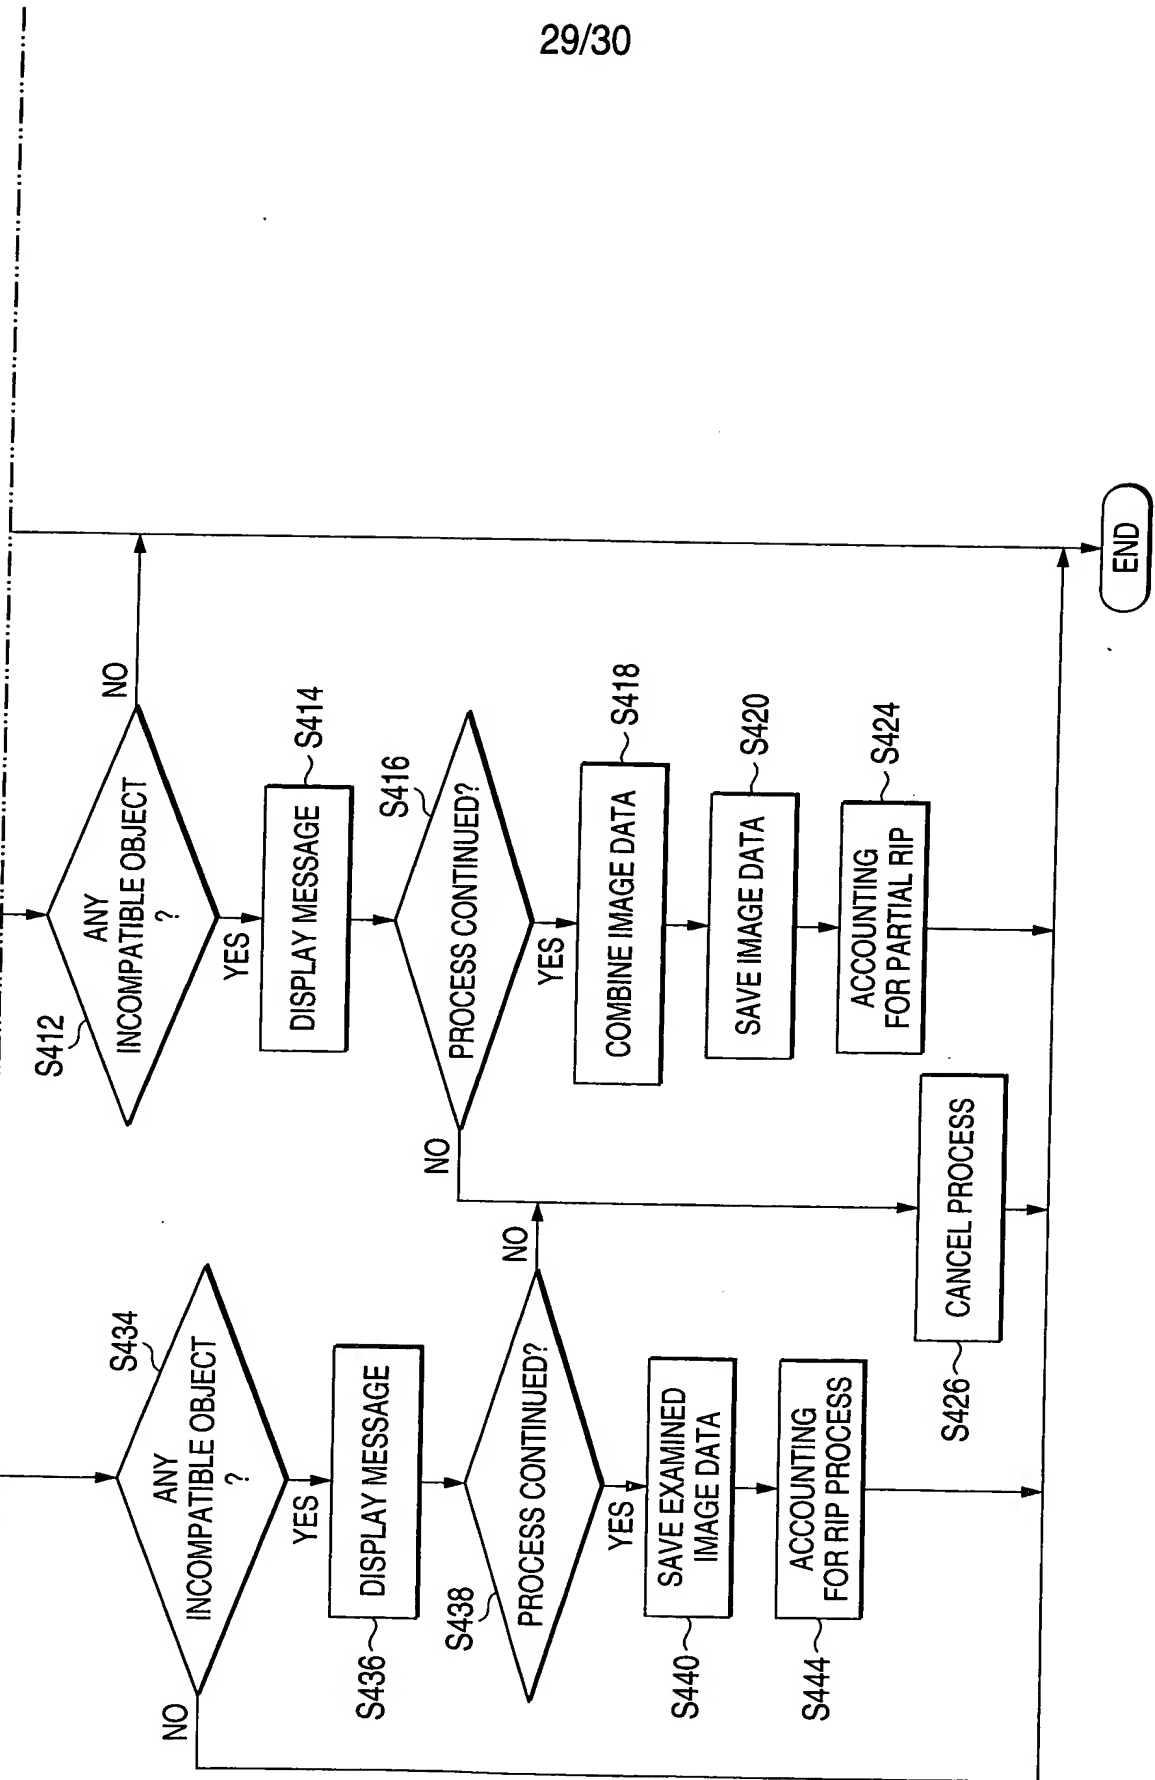 29/30
S434
ANY
INCOMPATIBLE OBJECT
?
NO
YES
S436
DISPLAY MESSAGE
S438
PROCESS CONTINUED?
NO
YES
S440
SAVE EXAMINED
IMAGE DATA
S444
ACCOUNTING
FOR RIP PROCESS
S412
ANY
INCOMPATIBLE OBJECT
?
NO
YES
DISPLAY MESSAGE
S414
S416
PROCESS CONTINUED?
NO
YES
COMBINE IMAGE DATA
S418
SAVE IMAGE DATA
S420
ACCOUNTING
FOR PARTIAL RIP
S424
S426
CANCEL PROCESS
END